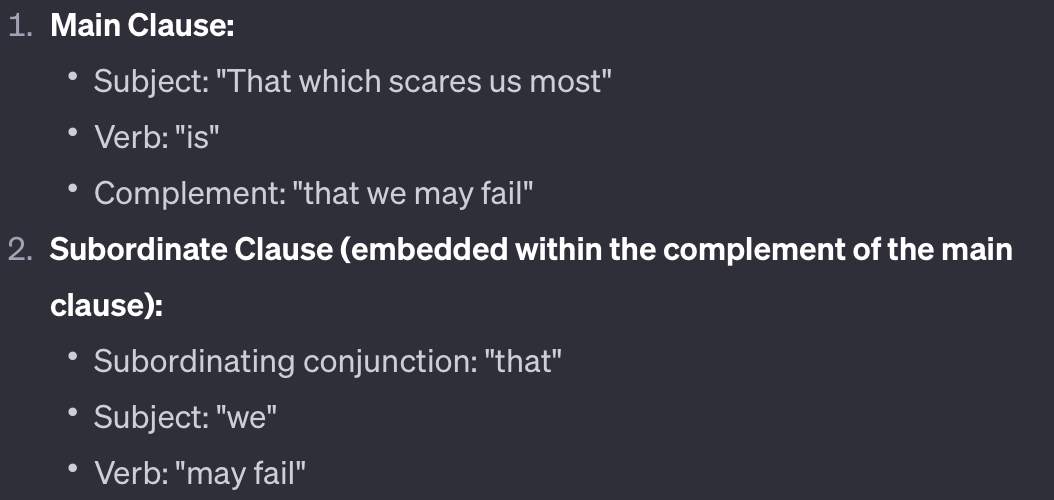 1. Main Clause:
• Subject: "That which scares us most"
• Verb: "is"
• Complement: "that we may fail"
2. Subordinate Clause (embedded within the complement of the main
clause):
• Subordinating conjunction: "that"
• Subject: "we"
• Verb: "may fail"